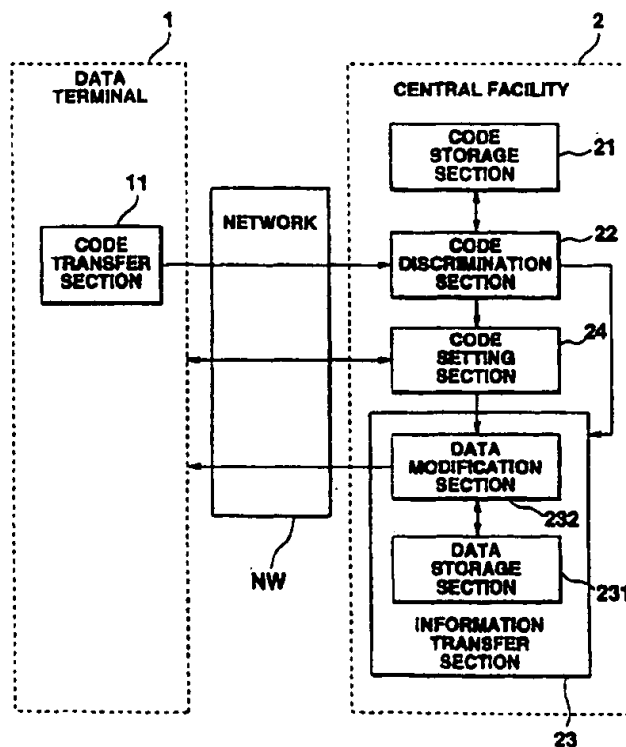 1
2
DATA
TERMINAL
CENTRAL FACILITY
CODE
STORAGE
SECTION
21
11
NETWORK
CODE
TRANSFER
SECTION
CODE
DISCRIMINATION
SECTION
22
CODE
SETTING
SECTION
24
DATA
MODIFICATION
SECTION
232
NW
DATA
STORAGE
SECTION
231
INFORMATION
TRANSFER
SECTION
23